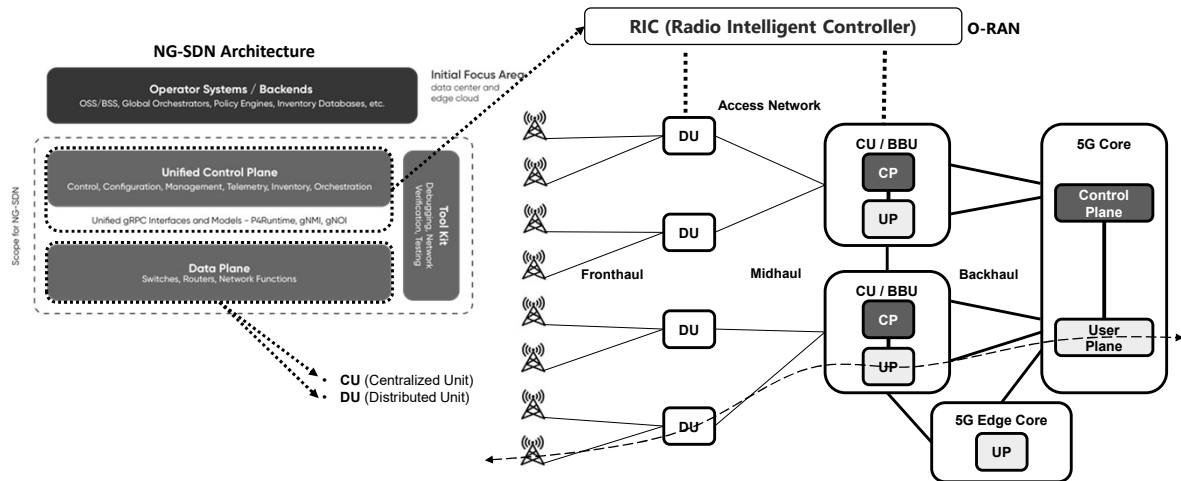 RIC (Radio Intelligent Controller)
O-RAN
NG-SDN Architecture
Operator Systems / Backends
OSS/BSS, Global Orchestrators, Policy Engines, Inventory Databases, etc.
Initial Focus Area
data center and
edge cloud
Scope for NG-SDN
Unified Control Plane
Control, Configuration, Management, Telemetry, Inventory, Orchestration
Unified gRPC Interfaces and Models - P4Runtime, gNMI, gNOI
Data Plane
Switches, Routers, Network Functions
Tool Kit
Debugging, Network
Verification, Testing
• CU (Centralized Unit)
• DU (Distributed Unit)
Access Network
DU
DU
DU
DU
Fronthaul
Midhaul
Backhaul
CU / BBU
CP
UP
CU / BBU
CP
UP
5G Core
Control
Plane
User
Plane
5G Edge Core
UP